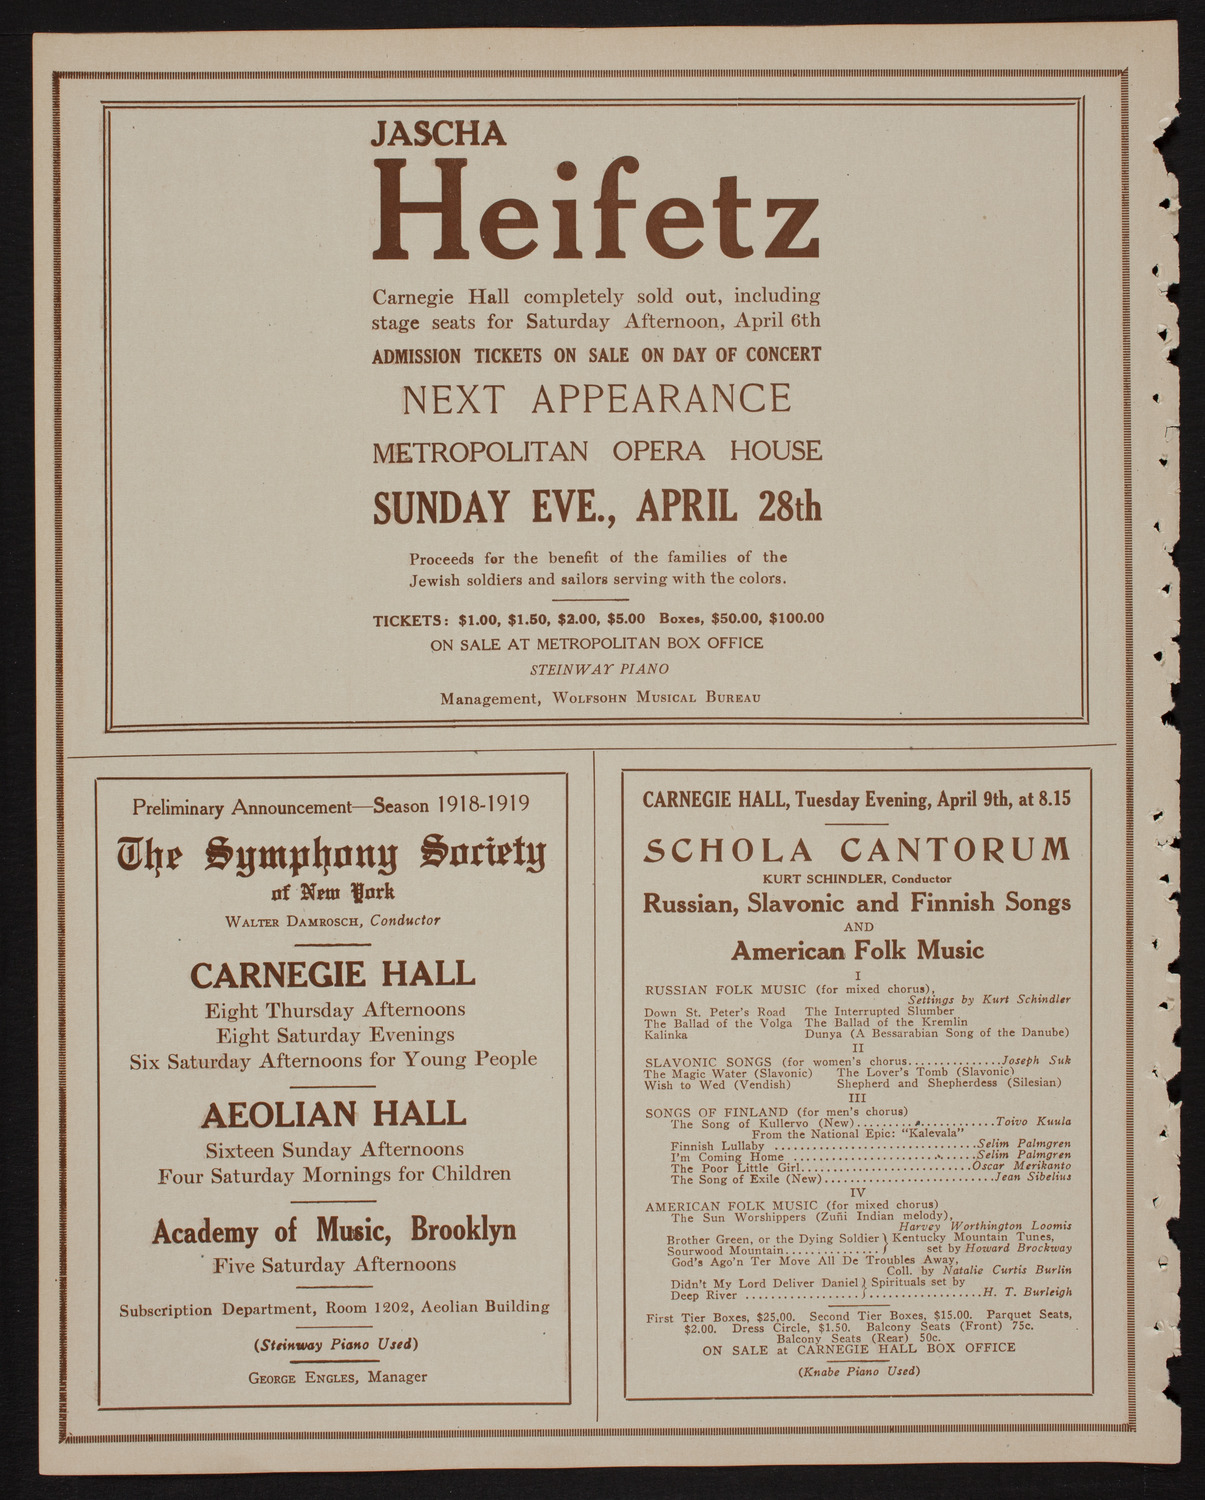 JASCHA
Heifetz
Carnegie Hall completely sold out, including
stage seats for Saturday Afternoon, April 6th
ADMISSION TICKETS ON SALE ON DAY OF CONCERT
NEXT APPEARANCE
METROPOLITAN OPERA HOUSE
SUNDAY EVE., APRIL 28th
Proceeds for the benefit of the families of the
Jewish soldiers and sailors serving with the colors.
TICKETS: $1.00, $1.50, $2.00, $5.00 Boxes, $50.00, $100.00
ON SALE AT METROPOLITAN BOX OFFICE
STEINWAY PIANO
Management, WOLFSOHN MUSICAL BUREAU
Preliminary Announcement—Season 1918-1919
The Symphony Society
of New York
WALTER DAMROSCH, Conductor
CARNEGIE HALL
Eight Thursday Afternoons
Eight Saturday Evenings
Six Saturday Afternoons for Young People
AEOLIAN HALL
Sixteen Sunday Afternoons
Four Saturday Mornings for Children
Academy of Music, Brooklyn
Five Saturday Afternoons
Subscription Department, Room 1202, Aeolian Building
(Steinway Piano Used)
GEORGE ENGLES, Manager
CARNEGIE HALL, Tuesday Evening, April 9th, at 8.15
SCHOLA CANTORUM
KURT SCHINDLER, Conductor
Russian, Slavonic and Finnish Songs
AND
American Folk Music
I
RUSSIAN FOLK MUSIC (for mixed chorus),
Settings by Kurt Schindler
Down St. Peter's Road The Interrupted Slumber
The Ballad of the Volga The Ballad of the Kremlin
Kalinka Dunya (A Bessarabian Song of the Danube)
II
SLAVONIC SONGS (for women's chorus..............Joseph Suk
The Magic Water (Slavonic) The Lover's Tomb (Slavonic)
Wish to Wed (Vendish) Shepherd and Shepherdess (Silesian)
III
SONGS OF FINLAND (for men's chorus)
The Song of Kullervo (New).....................Toivo Kuula
From the National Epic: "Kalevala"
Finnish Lullaby ..............................Selim Palmgren
I'm Coming Home ..........................Selim Palmgren
The Poor Little Girl.........................Oscar Merikanto
The Song of Exile (New).........................Jean Sibelius
IV
AMERICAN FOLK MUSIC (for mixed chorus)
The Sun Worshippers (Zuñi Indian melody),
Harvey Worthington Loomis
Brother Green, or the Dying Soldier } Kentucky Mountain Tunes,
Sourwood Mountain.............. } set by Howard Brockway
God's Ago'n Ter Move All De Troubles Away,
Coll. by Natalie Curtis Burlin
Didn't My Lord Deliver Daniel } Spirituals set by
Deep River .................}.................H. T. Burleigh
First Tier Boxes, $25.00. Second Tier Boxes, $15.00. Parquet Seats,
$2.00. Dress Circle, $1.50. Balcony Seats (Front) 75c.
Balcony Seats (Rear) 50c.
ON SALE at CARNEGIE HALL BOX OFFICE
(Knabe Piano Used)